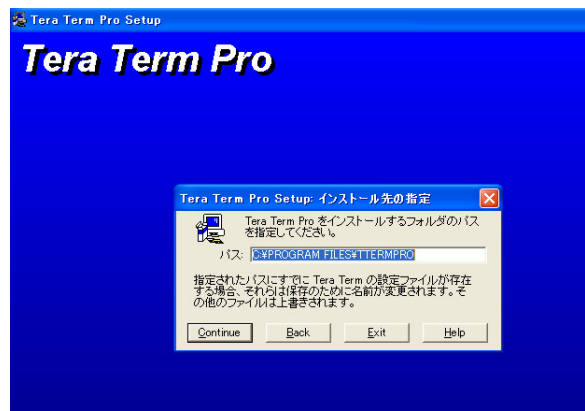 Tera Term Pro Setup
Tera Term Pro
Tera Term Pro Setup: インストール先の指定
Tera Term Pro をインストールするフォルダのパス
を指定してください。
パス: C:¥PROGRAM FILES¥TTERMPRO
指定されたパスにすでに Tera Term の設定ファイルが存在
する場合、それらは保存のために名前が変更されます。そ
の他のファイルは上書きされます。
Continue Back Exit Help